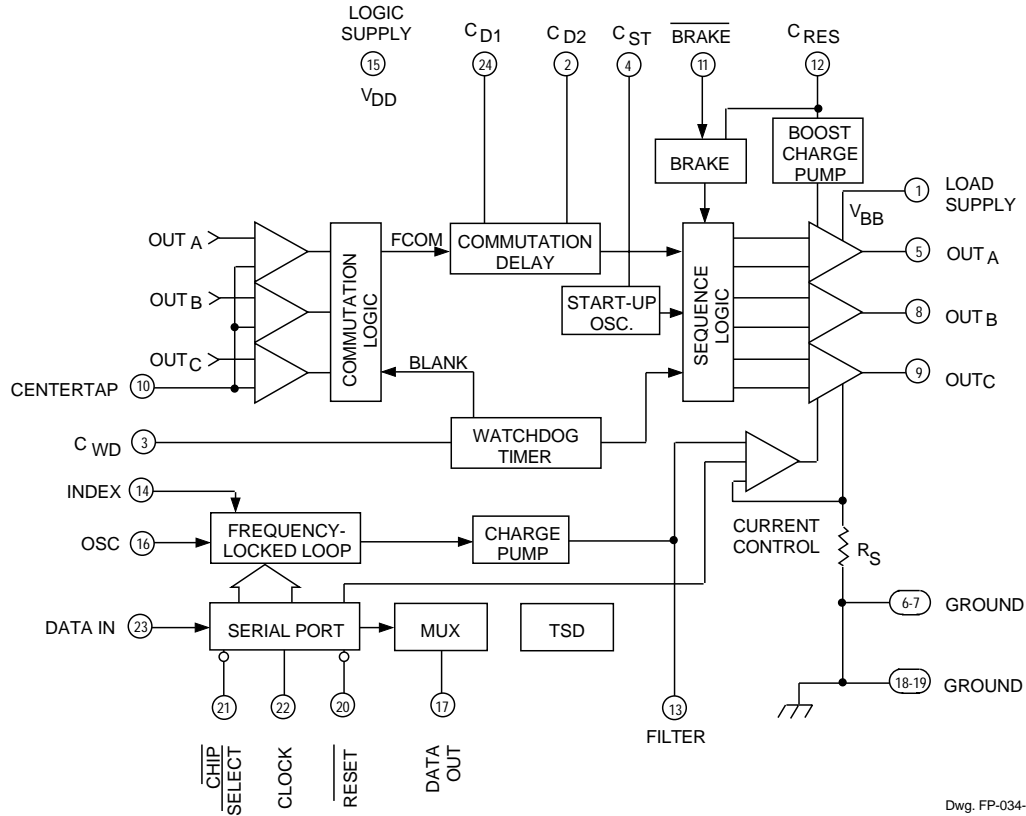 LOGIC
SUPPLY
15
VDD
C D1
24
C D2
2
C ST
4
BRAKE
11
C RES
12
BRAKE
BOOST
CHARGE
PUMP
1
LOAD
SUPPLY
VBB
OUT A
OUT B
OUT C
CENTERTAP
10
COMMUTATION
LOGIC
FCOM
COMMUTATION
DELAY
START-UP
OSC.
SEQUENCE
LOGIC
5
OUT A
8
OUT B
9
OUT C
BLANK
C WD
3
WATCHDOG
TIMER
INDEX
14
OSC
16
FREQUENCY-
LOCKED LOOP
CHARGE
PUMP
CURRENT
CONTROL
RS
DATA IN
23
SERIAL PORT
MUX
TSD
6-7
GROUND
18-19
GROUND
21
22
20
17
13
FILTER
CHIP
SELECT
CLOCK
RESET
DATA
OUT
Dwg. FP-034-